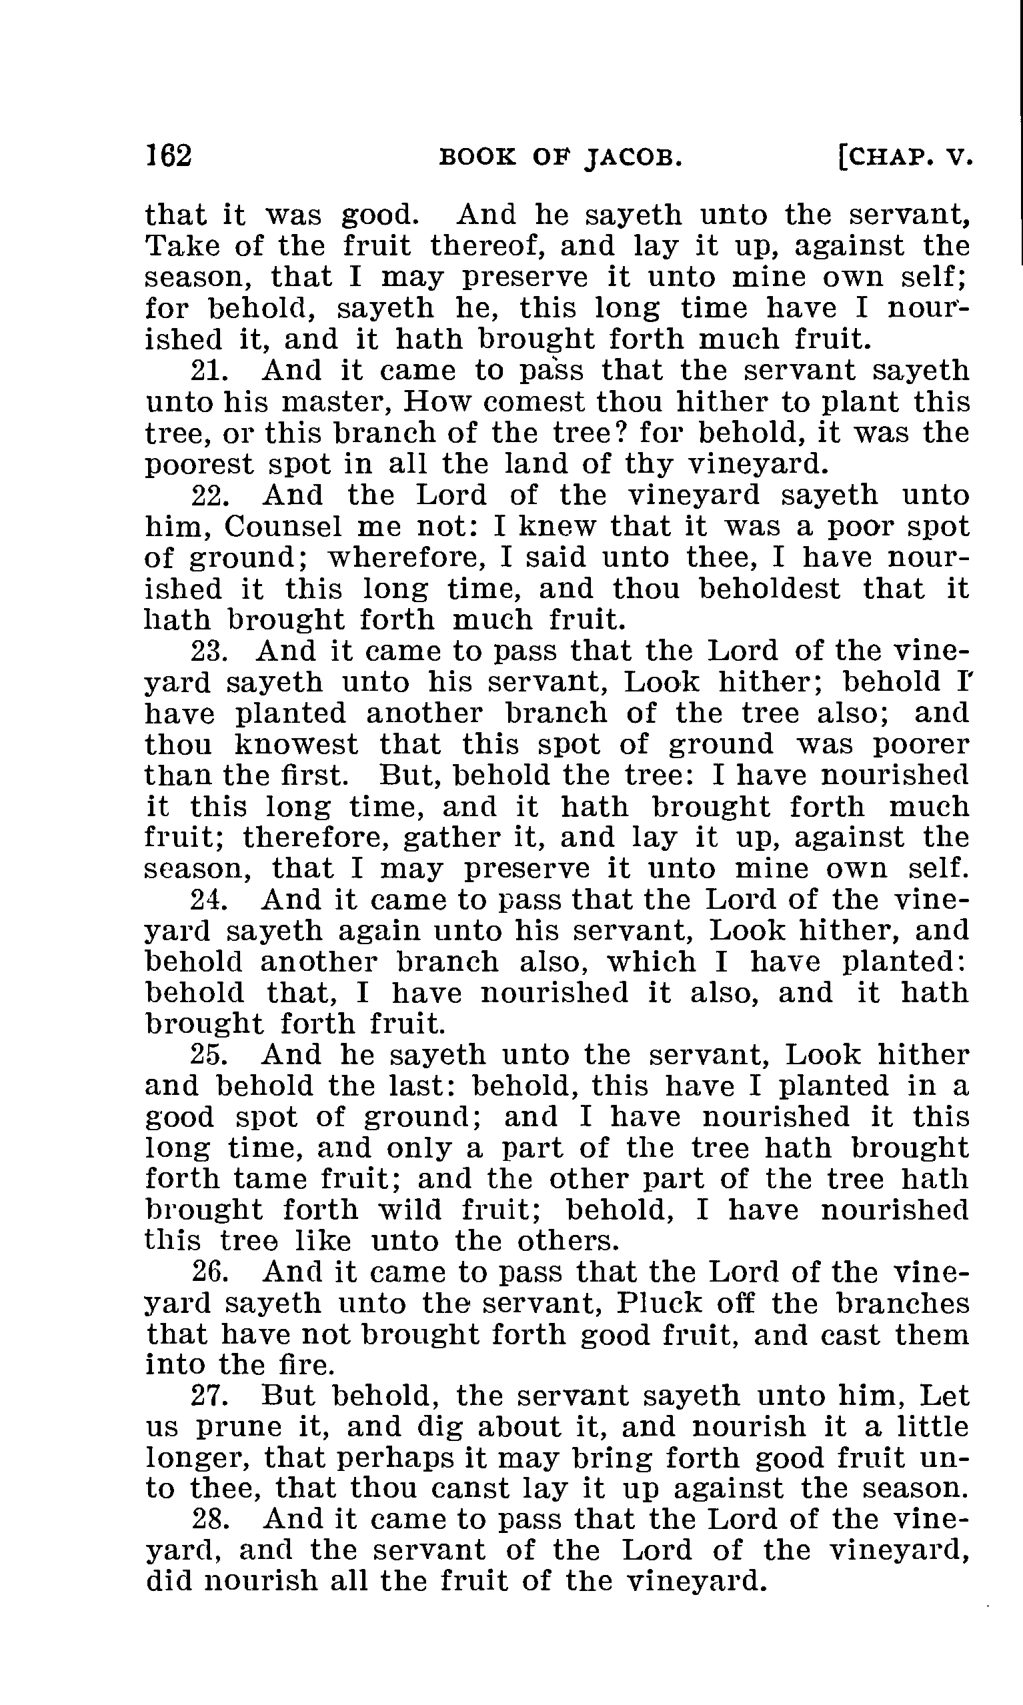 162 BOOK OF JACOB. [CHAP. V.
that it was good. And he sayeth unto the servant,
Take of the fruit thereof, and lay it up, against the
season, that I may preserve it unto mine own self;
for behold, sayeth he, this long time have I nour-
ished it, and it hath brought forth much fruit.
21. And it came to pass that the servant sayeth
unto his master, How comest thou hither to plant this
tree, or this branch of the tree? for behold, it was the
poorest spot in all the land of thy vineyard.
22. And the Lord of the vineyard sayeth unto
him, Counsel me not: I knew that it was a poor spot
of ground; wherefore, I said unto thee, I have nour-
ished it this long time, and thou beholdest that it
hath brought forth much fruit.
23. And it came to pass that the Lord of the vine-
yard sayeth unto his servant, Look hither; behold I
have planted another branch of the tree also; and
thou knowest that this spot of ground was poorer
than the first. But, behold the tree: I have nourished
it this long time, and it hath brought forth much
fruit; therefore, gather it, and lay it up, against the
season, that I may preserve it unto mine own self.
24. And it came to pass that the Lord of the vine-
yard sayeth again unto his servant, Look hither, and
behold another branch also, which I have planted:
behold that, I have nourished it also, and it hath
brought forth fruit.
25. And he sayeth unto the servant, Look hither
and behold the last: behold, this have I planted in a
good spot of ground; and I have nourished it this
long time, and only a part of the tree hath brought
forth tame fruit; and the other part of the tree hath
brought forth wild fruit; behold, I have nourished
this tree like unto the others.
26. And it came to pass that the Lord of the vine-
yard sayeth unto the servant, Pluck off the branches
that have not brought forth good fruit, and cast them
into the fire.
27. But behold, the servant sayeth unto him, Let
us prune it, and dig about it, and nourish it a little
longer, that perhaps it may bring forth good fruit un-
to thee, that thou canst lay it up against the season.
28. And it came to pass that the Lord of the vine-
yard, and the servant of the Lord of the vineyard,
did nourish all the fruit of the vineyard.